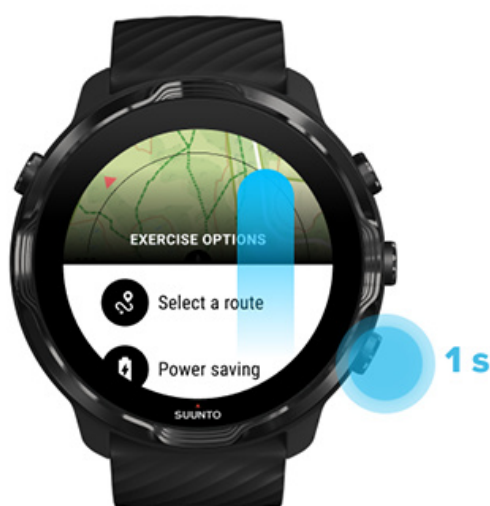 EXERCISE OPTIONS
Select a route
Power saving
SUUNTO
1 s